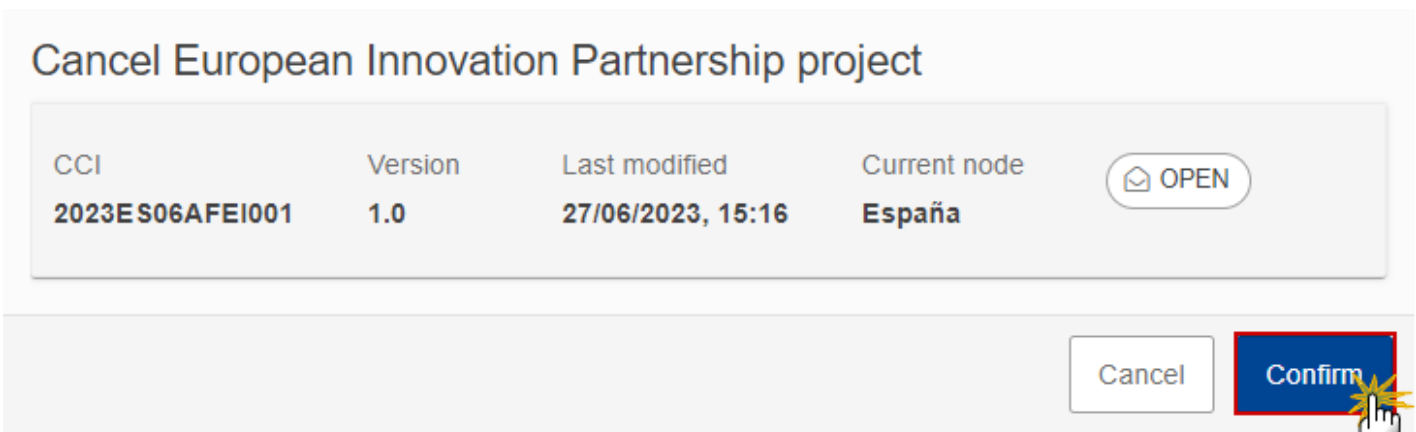 Cancel European Innovation Partnership project
CCI Version Last modified Current node OPEN
2023ES06AFEI001 1.0 27/06/2023, 15:16 España
Cancel Confirm